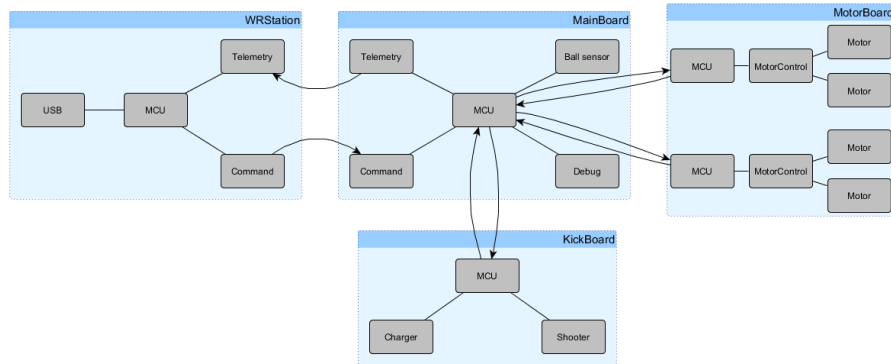 WRStation
Telemetry
USB
MCU
Command
MainBoard
Telemetry
Ball sensor
MCU
Command
Debug
MotorBoard
MCU
MotorControl
Motor
Motor
MCU
MotorControl
Motor
Motor
KickBoard
MCU
Charger
Shooter